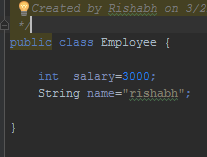 Created by Rishabh on 3/2
*/
public class Employee {
int salary=3000;
String name="rishabh";
}